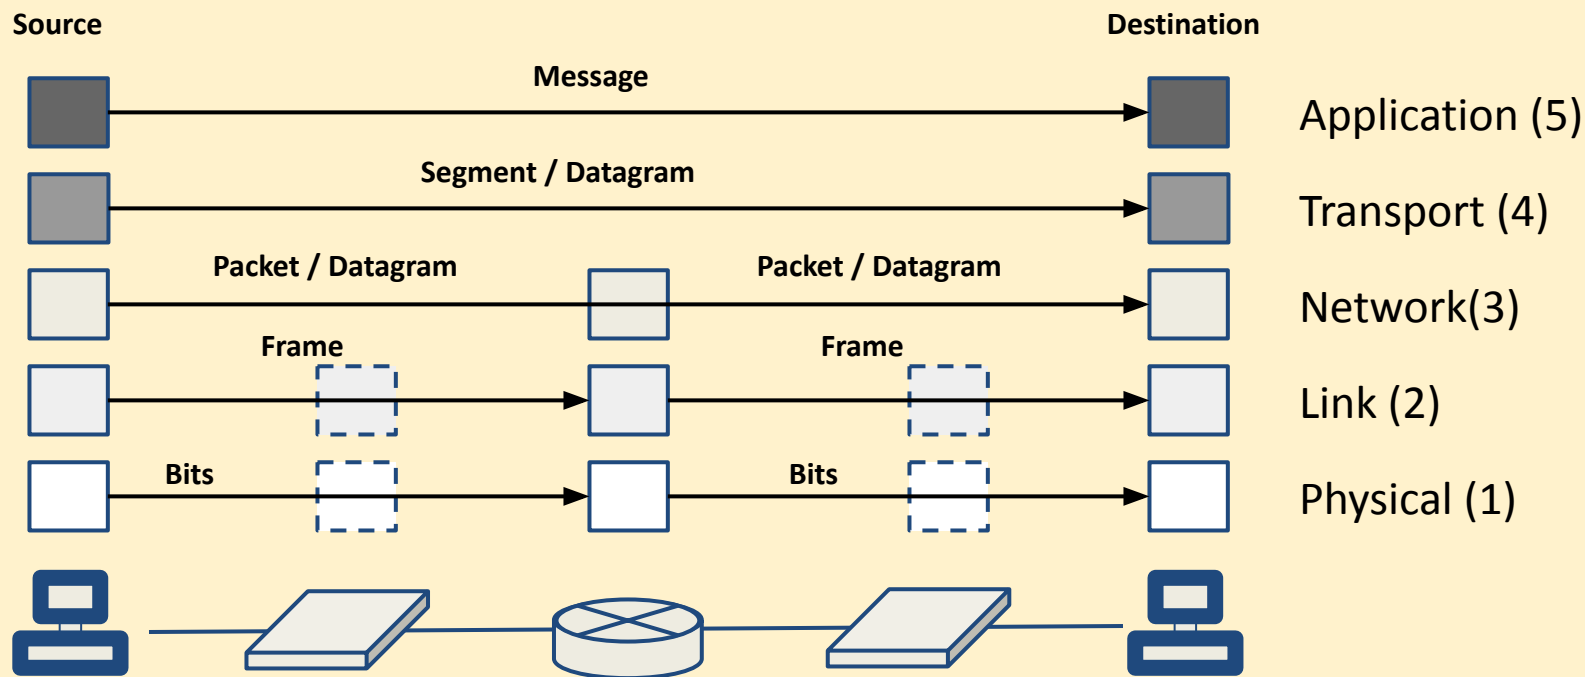 Source
Destination
Message
Application (5)
Segment / Datagram
Transport (4)
Packet / Datagram
Packet / Datagram
Network(3)
Frame
Frame
Link (2)
Bits
Bits
Physical (1)